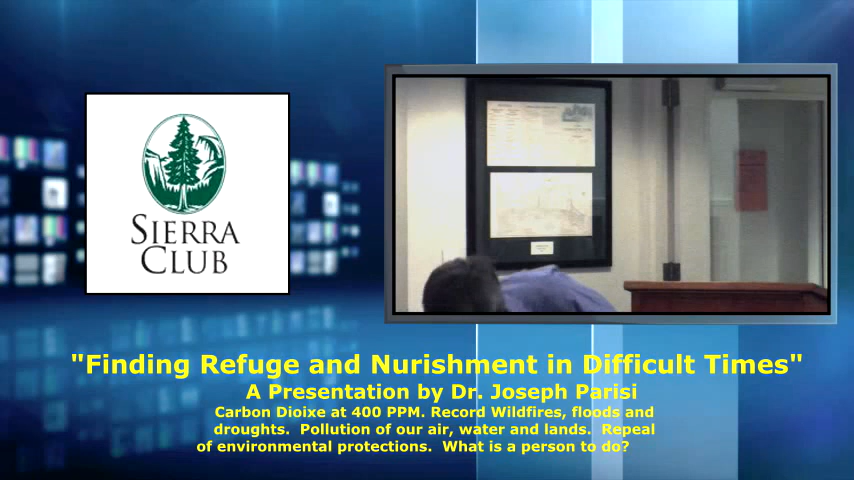 SIERRA
CLUB
"Finding Refuge and Nurishment in Difficult Times"
A Presentation by Dr. Joseph Parisi
Carbon Dioixe at 400 PPM. Record Wildfires, floods and
droughts. Pollution of our air, water and lands. Repeal
of environmental protections. What is a person to do?